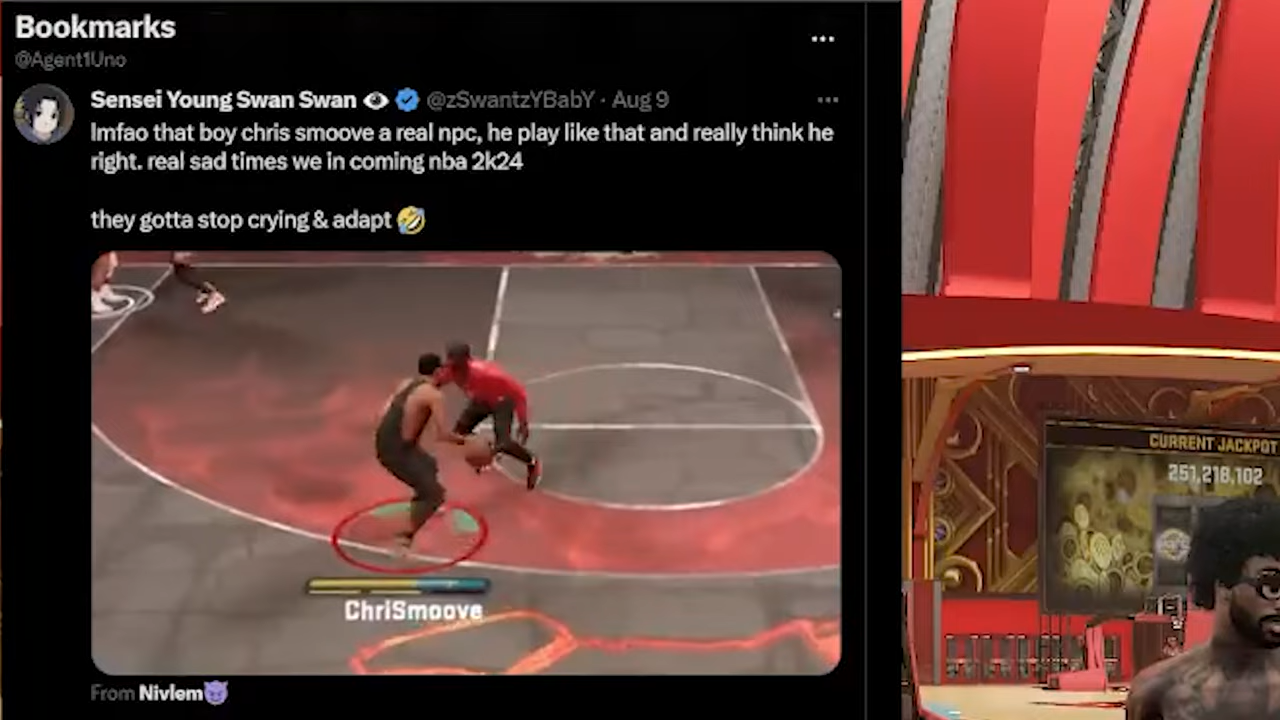 Bookmarks
@Agent1Uno
Sensei Young Swan Swan 👁 @zSwantzYBabY · Aug 9
lmfao that boy chris smoove a real npc, he play like that and really think he
right. real sad times we in coming nba 2k24
they gotta stop crying & adapt 🤣
ChriSmoove
From Nivlem😈
CURRENT JACKPOT
251,218,102